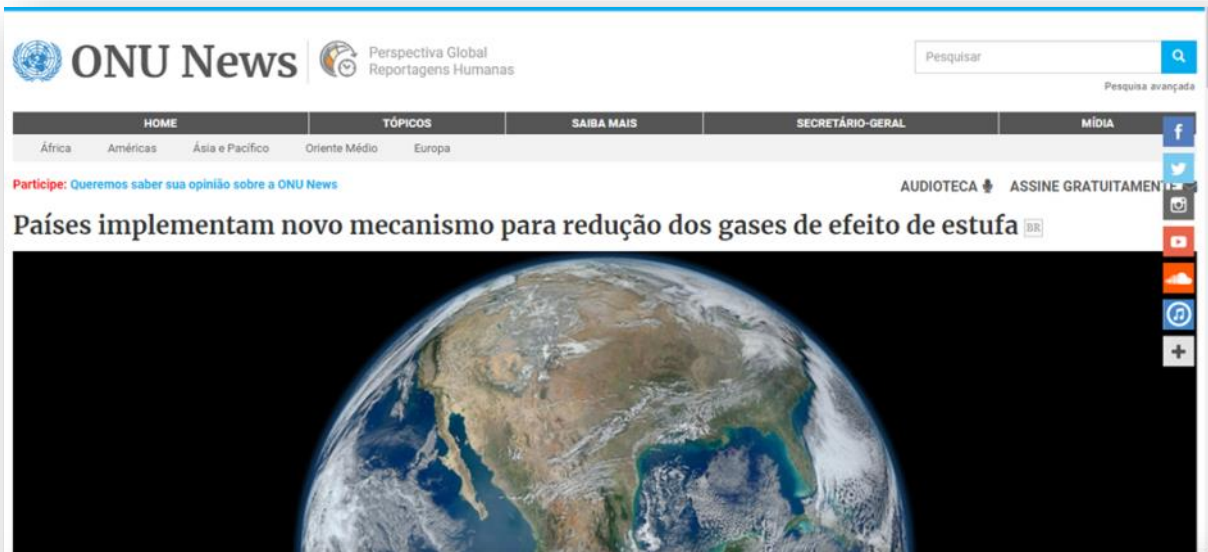 ONU News
Perspectiva Global
Reportagens Humanas
Pesquisar
Pesquisa avançada
HOME TÓPICOS SAIBA MAIS SECRETÁRIO-GERAL MÍDIA
África Américas Ásia e Pacífico Oriente Médio Europa
Participe: Queremos saber sua opinião sobre a ONU News
AUDIOTECA ASSINE GRATUITAMENTE
Países implementam novo mecanismo para redução dos gases de efeito de estufa BR